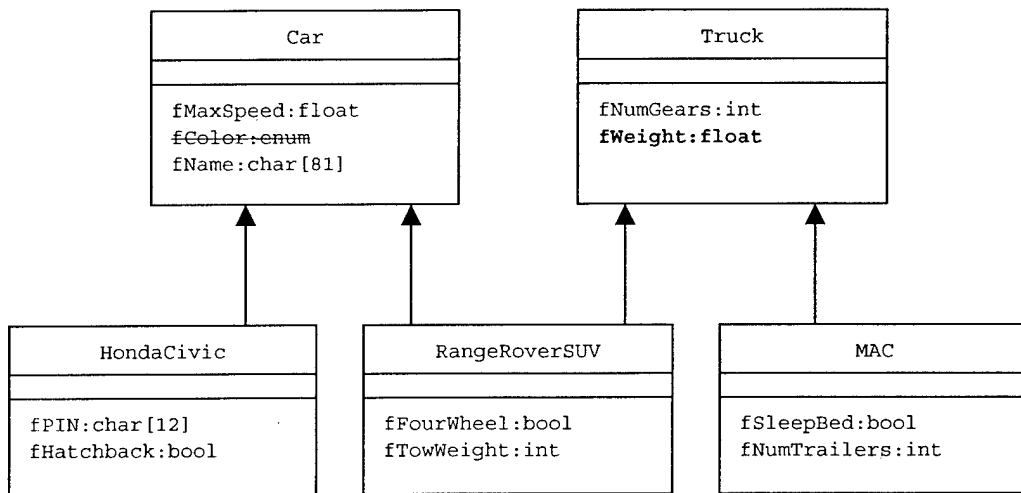 Car
fMaxSpeed:float
fColor:enum
fName:char[81]
Truck
fNumGears:int
fWeight:float
HondaCivic
fPIN:char[12]
fHatchback:bool
RangeRoverSUV
fFourWheel:bool
fTowWeight:int
MAC
fSleepBed:bool
fNumTrailers:int